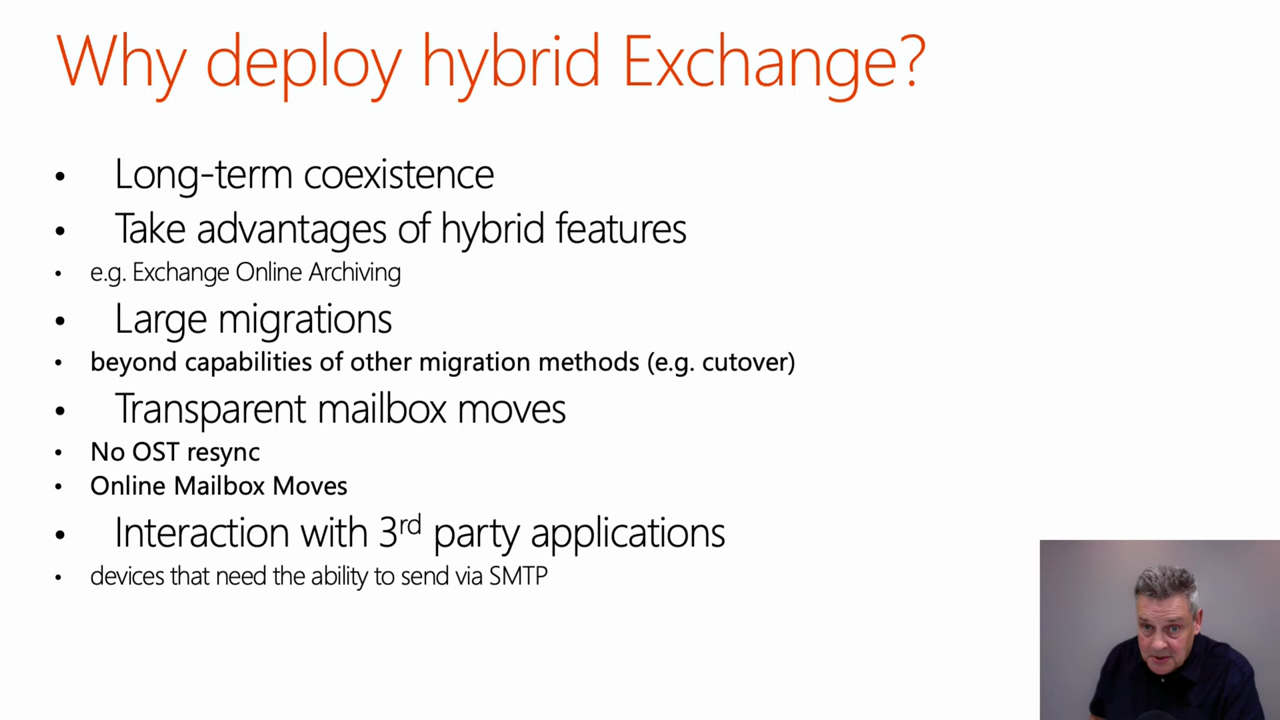 Why deploy hybrid Exchange?
• Long-term coexistence
• Take advantages of hybrid features
• e.g. Exchange Online Archiving
• Large migrations
• beyond capabilities of other migration methods (e.g. cutover)
• Transparent mailbox moves
• No OST resync
• Online Mailbox Moves
• Interaction with 3rd party applications
• devices that need the ability to send via SMTP